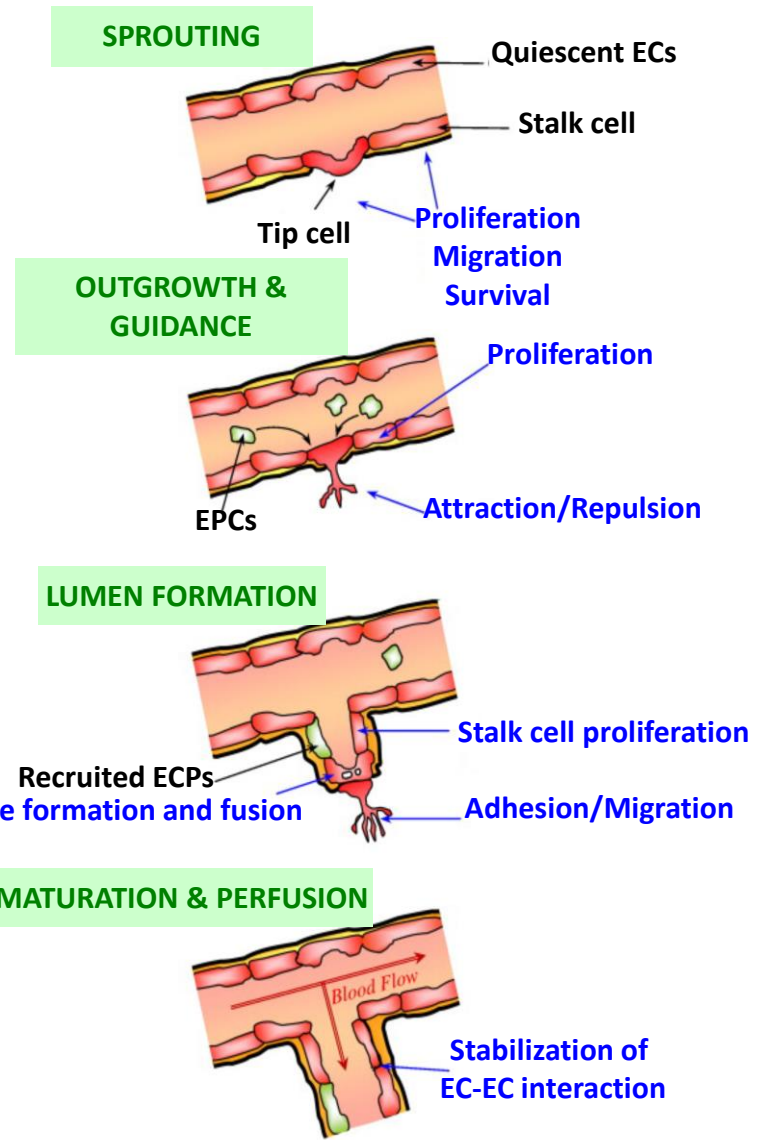 SPROUTING
Quiescent ECs
Stalk cell
Tip cell
Proliferation
Migration
Survival
OUTGROWTH &
GUIDANCE
Proliferation
EPCs
Attraction/Repulsion
LUMEN FORMATION
Stalk cell proliferation
Recruited ECPs
e formation and fusion
Adhesion/Migration
MATURATION & PERFUSION
Blood Flow
Stabilization of
EC-EC interaction